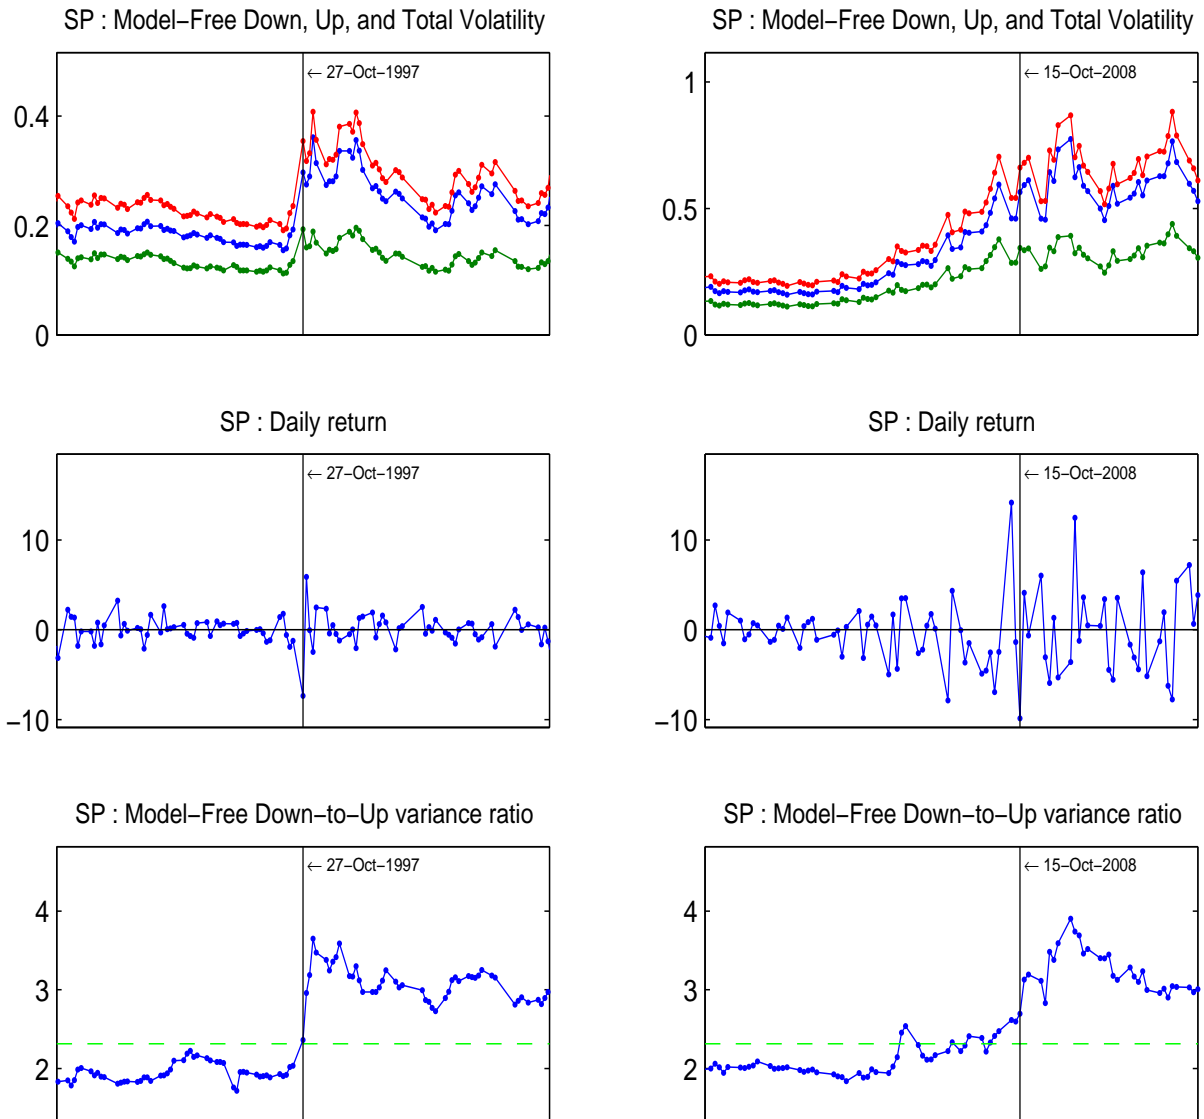 SP : Model−Free Down, Up, and Total Volatility
← 27−Oct−1997
0.4
0.2
0
SP : Model−Free Down, Up, and Total Volatility
← 15−Oct−2008
1
0.5
0
SP : Daily return
← 27−Oct−1997
10
0
−10
SP : Daily return
← 15−Oct−2008
10
0
−10
SP : Model−Free Down−to−Up variance ratio
← 27−Oct−1997
4
3
2
SP : Model−Free Down−to−Up variance ratio
← 15−Oct−2008
4
3
2